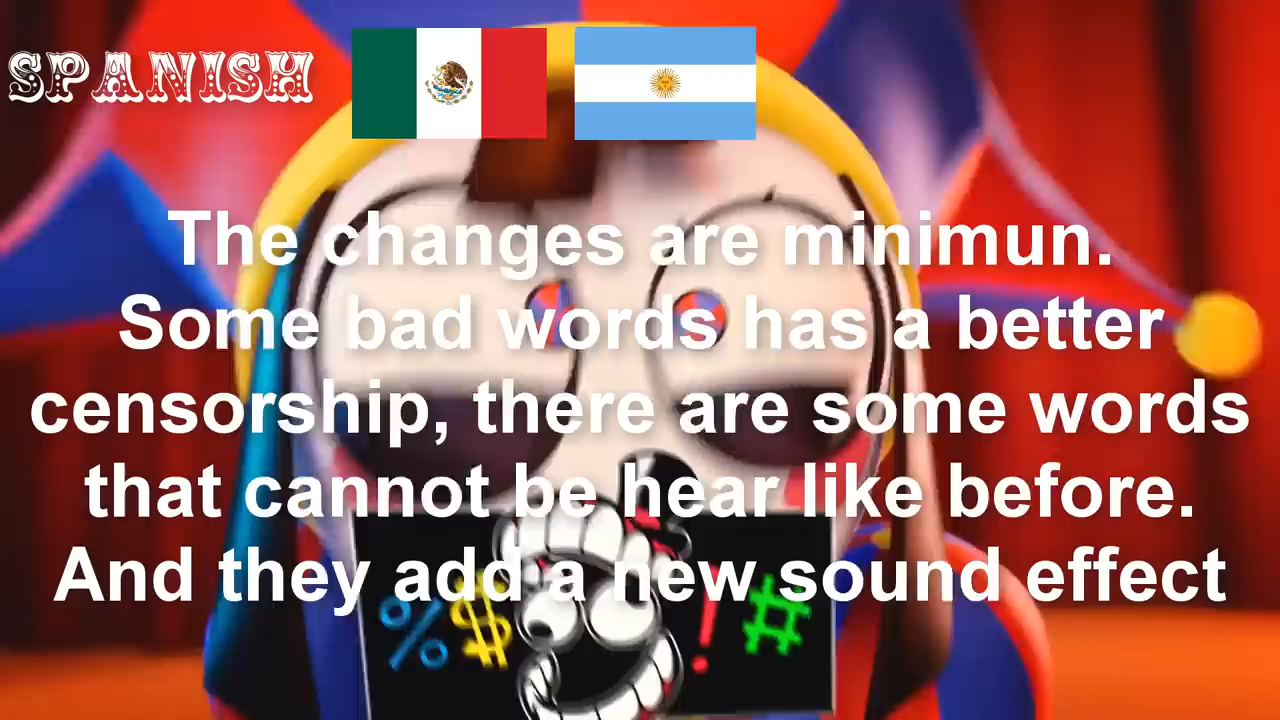 SPANISH
The changes are minimun.
Some bad words has a better
censorship, there are some words
that cannot be hear like before.
And they add a new sound effect
%$!#